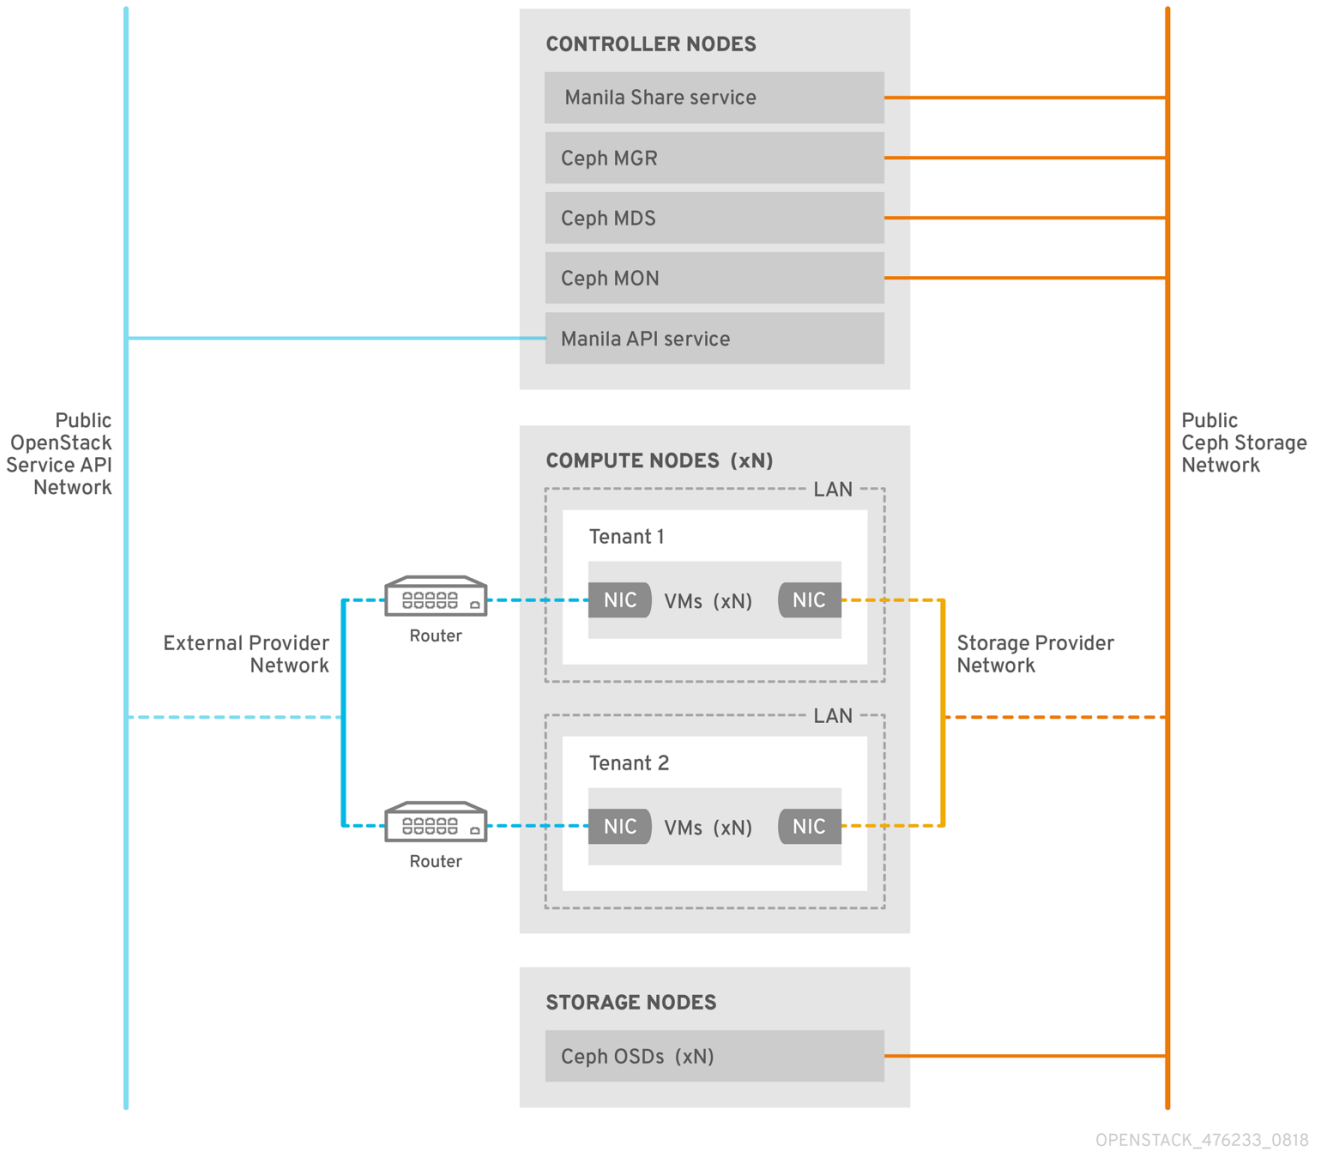 CONTROLLER NODES
Manila Share service
Ceph MGR
Ceph MDS
Ceph MON
Manila API service
Public
OpenStack
Service API
Network
Public
Ceph Storage
Network
COMPUTE NODES (xN)
LAN
Tenant 1
NIC VMs (xN) NIC
Router
External Provider
Network
Storage Provider
Network
LAN
Tenant 2
NIC VMs (xN) NIC
Router
STORAGE NODES
Ceph OSDs (xN)
OPENSTACK_476233_0818